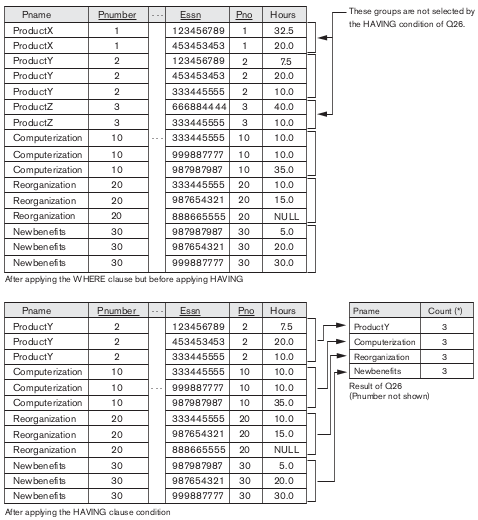 Pname Pnumber ... Essn Pno Hours
ProductX 1 123456789 1 32.5
ProductX 1 453453453 1 20.0
ProductY 2 123456789 2 7.5
ProductY 2 453453453 2 20.0
ProductY 2 333445555 2 10.0
ProductZ 3 666884444 3 40.0
ProductZ 3 333445555 3 10.0
Computerization 10 ... 333445555 10 10.0
Computerization 10 999887777 10 10.0
Computerization 10 987987987 10 35.0
Reorganization 20 333445555 20 10.0
Reorganization 20 987654321 20 15.0
Reorganization 20 888665555 20 NULL
Newbenefits 30 987987987 30 5.0
Newbenefits 30 987654321 30 20.0
Newbenefits 30 999887777 30 30.0
After applying the WHERE clause but before applying HAVING
These groups are not selected by
the HAVING condition of Q26.
Pname Pnumber ... Essn Pno Hours
ProductY 2 123456789 2 7.5
ProductY 2 453453453 2 20.0
ProductY 2 333445555 2 10.0
Computerization 10 333445555 10 10.0
Computerization 10 ... 999887777 10 10.0
Computerization 10 987987987 10 35.0
Reorganization 20 333445555 20 10.0
Reorganization 20 987654321 20 15.0
Reorganization 20 888665555 20 NULL
Newbenefits 30 987987987 30 5.0
Newbenefits 30 987654321 30 20.0
Newbenefits 30 999887777 30 30.0
After applying the HAVING clause condition
Pname Count (*)
ProductY 3
Computerization 3
Reorganization 3
Newbenefits 3
Result of Q26
(Pnumber not shown)